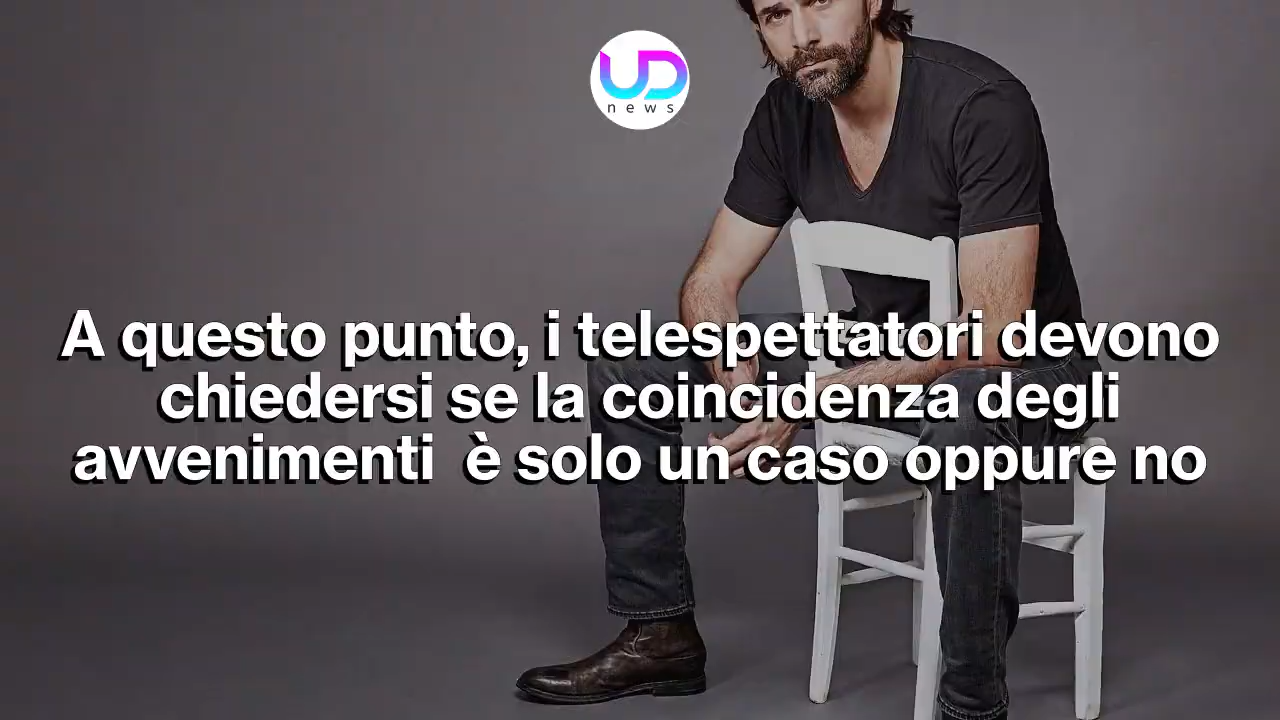 UD
news
A questo punto, i telespettatori devono
chiedersi se la coincidenza degli
avvenimenti  è solo un caso oppure no